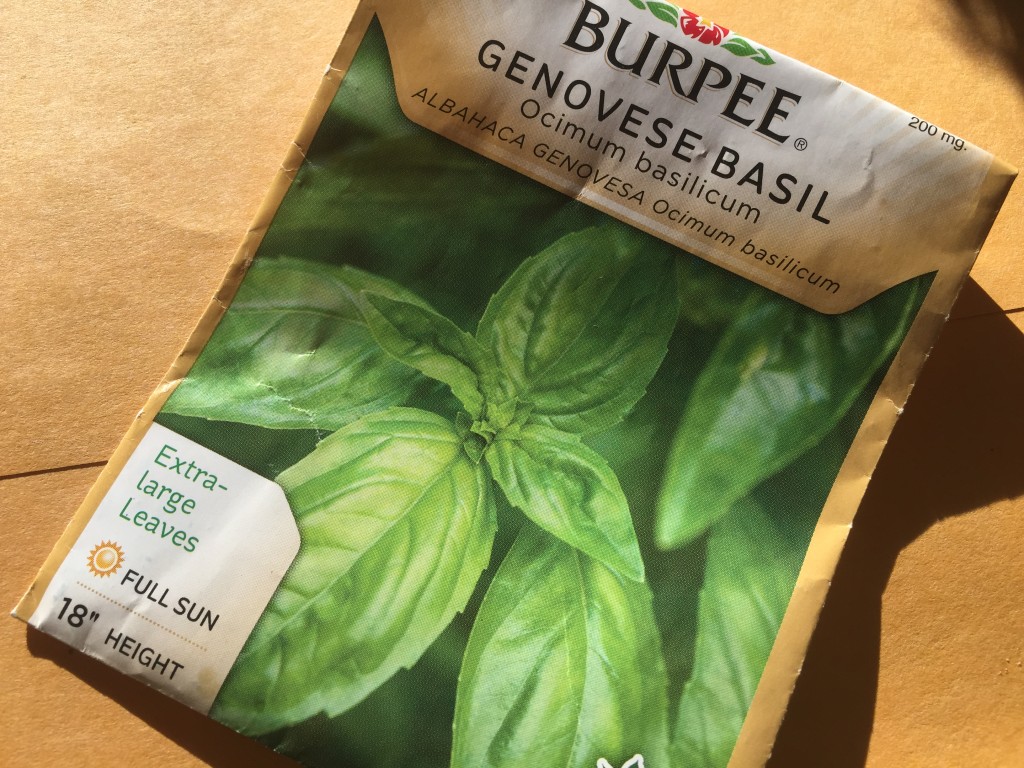 BURPEE®
200 mg.
GENOVESE BASIL
Ocimum basilicum
ALBAHACA GENOVESA Ocimum basilicum
Extra-
large
Leaves
FULL SUN
18" HEIGHT